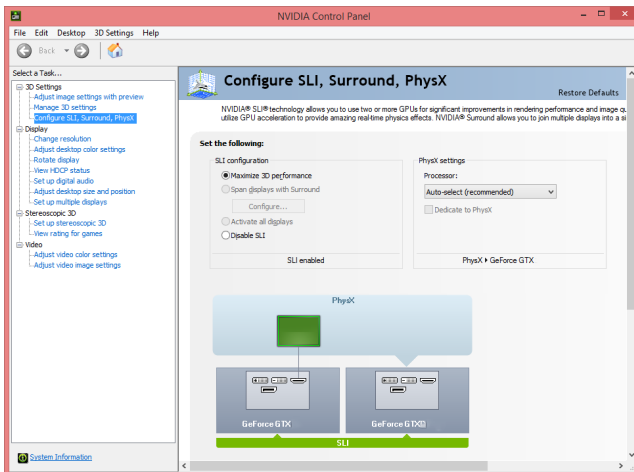 NVIDIA Control Panel
File Edit Desktop 3D Settings Help
Back
Select a Task...
3D Settings
Adjust image settings with preview
Manage 3D settings
Configure SLI, Surround, PhysX
Display
Change resolution
Adjust desktop color settings
Rotate display
View HDCP status
Set up digital audio
Adjust desktop size and position
Set up multiple displays
Stereoscopic 3D
Set up stereoscopic 3D
View rating for games
Video
Adjust video color settings
Adjust video image settings
System Information
Configure SLI, Surround, PhysX
Restore Defaults
NVIDIA® SLI® technology allows you to use two or more GPUs for significant improvements in rendering performance and image qu
utilize GPU acceleration to provide amazing real-time physics effects. NVIDIA® Surround allows you to join multiple displays into a si
Set the following:
SLI configuration
Maximize 3D performance
Span displays with Surround
Configure...
Activate all displays
Disable SLI
SLI enabled
PhysX settings
Processor:
Auto-select (recommended)
Dedicate to PhysX
PhysX ▸ GeForce GTX
PhysX
GeForce GTX
GeForce GTX
SLI